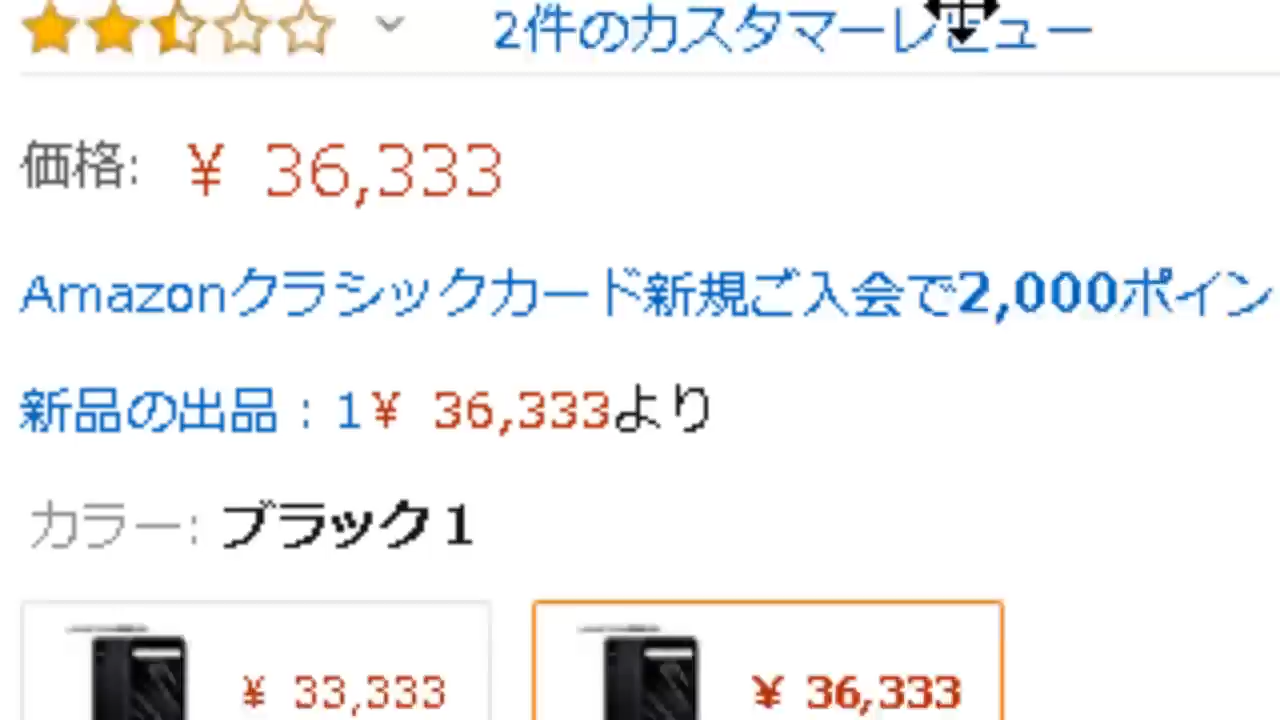 2件のカスタマーレビュー
価格: ¥ 36,333
Amazonクラシックカード新規ご入会で2,000ポイン
新品の出品：1¥ 36,333より
カラー: ブラック1
¥ 33,333
¥ 36,333